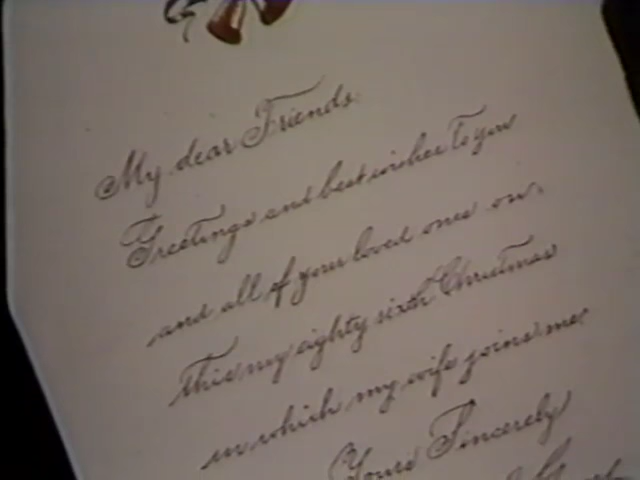 My dear Friends.
Greetings and best wishes to you
and all of your loved ones on,
this my eighty sixth Christmas
in which my wife joins me.
Yours Sincerely